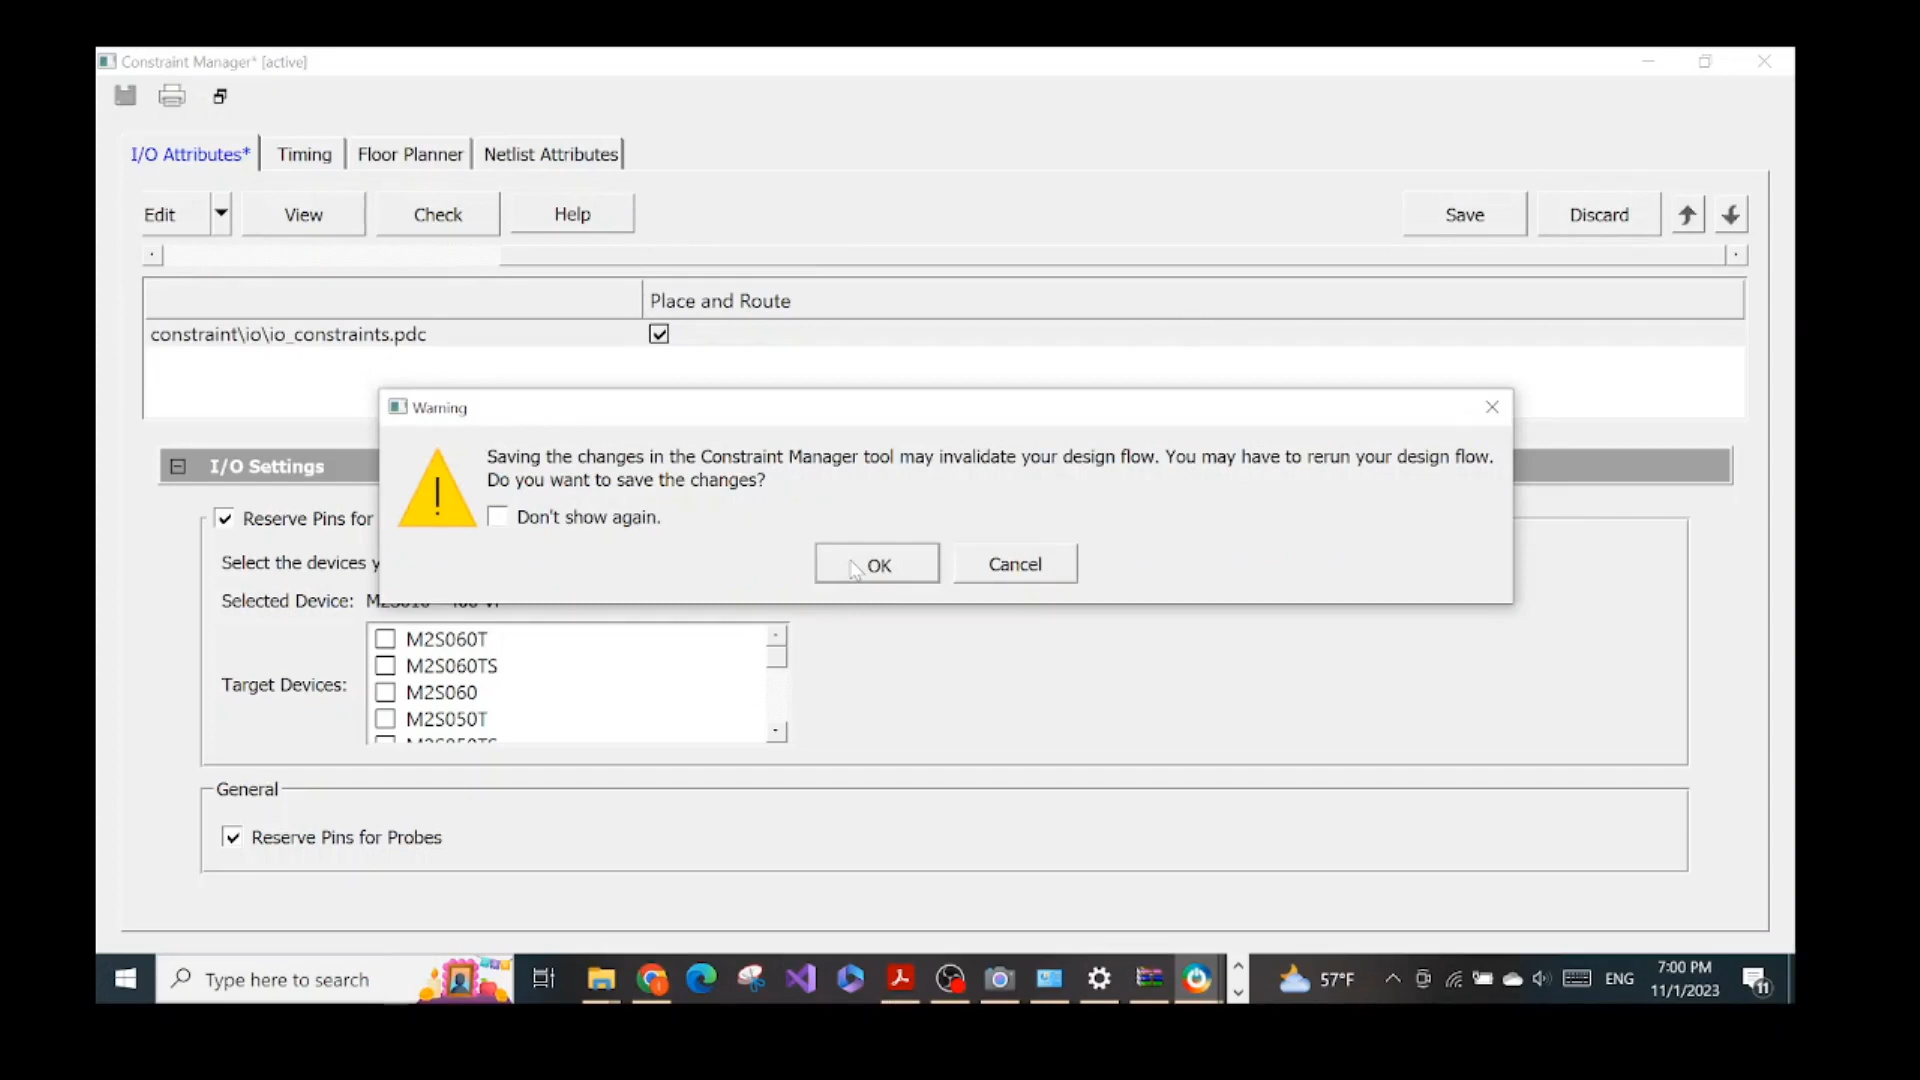 Constraint Manager* [active]
I/O Attributes* Timing Floor Planner Netlist Attributes
Edit View Check Help Save Discard
Place and Route
constraint\io\io_constraints.pdc
Warning
Saving the changes in the Constraint Manager tool may invalidate your design flow. You may have to rerun your design flow.
Do you want to save the changes?
Don't show again.
OK Cancel
I/O Settings
Reserve Pins for
Select the devices y
Selected Device:
Target Devices:
M2S060T
M2S060TS
M2S060
M2S050T
General
Reserve Pins for Probes
Type here to search
57°F
ENG
7:00 PM
11/1/2023
11